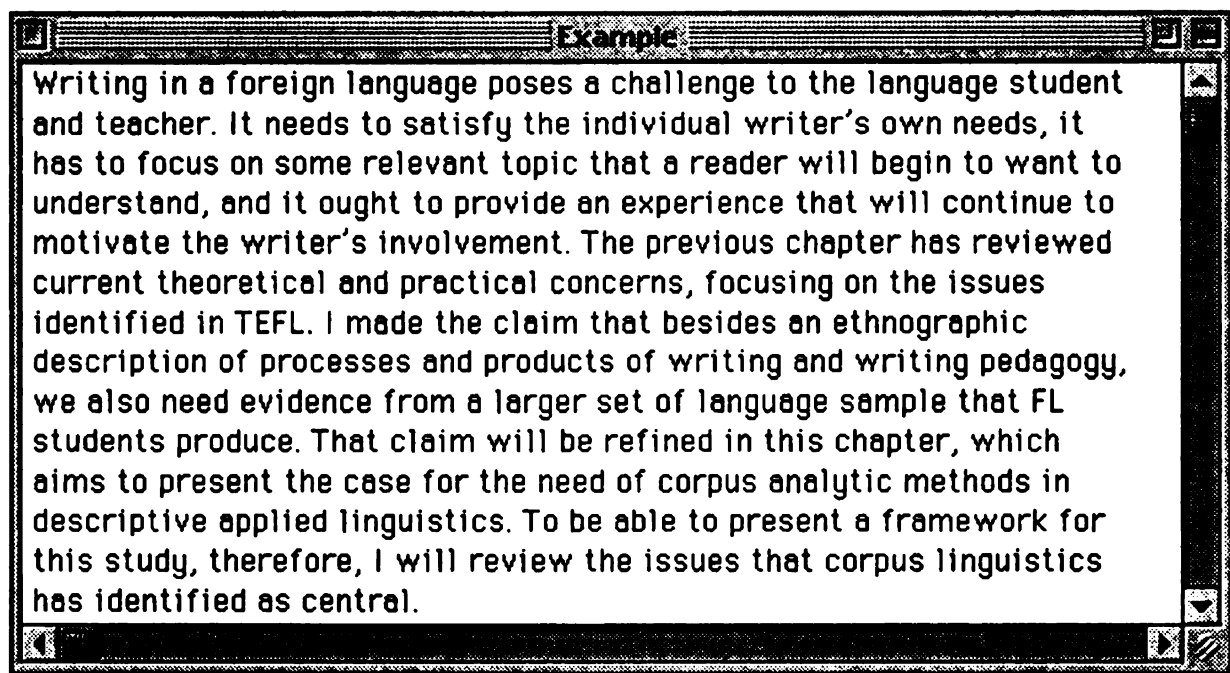 Example
Writing in a foreign language poses a challenge to the language student
and teacher. It needs to satisfy the individual writer's own needs, it
has to focus on some relevant topic that a reader will begin to want to
understand, and it ought to provide an experience that will continue to
motivate the writer's involvement. The previous chapter has reviewed
current theoretical and practical concerns, focusing on the issues
identified in TEFL. I made the claim that besides an ethnographic
description of processes and products of writing and writing pedagogy,
we also need evidence from a larger set of language sample that FL
students produce. That claim will be refined in this chapter, which
aims to present the case for the need of corpus analytic methods in
descriptive applied linguistics. To be able to present a framework for
this study, therefore, I will review the issues that corpus linguistics
has identified as central.